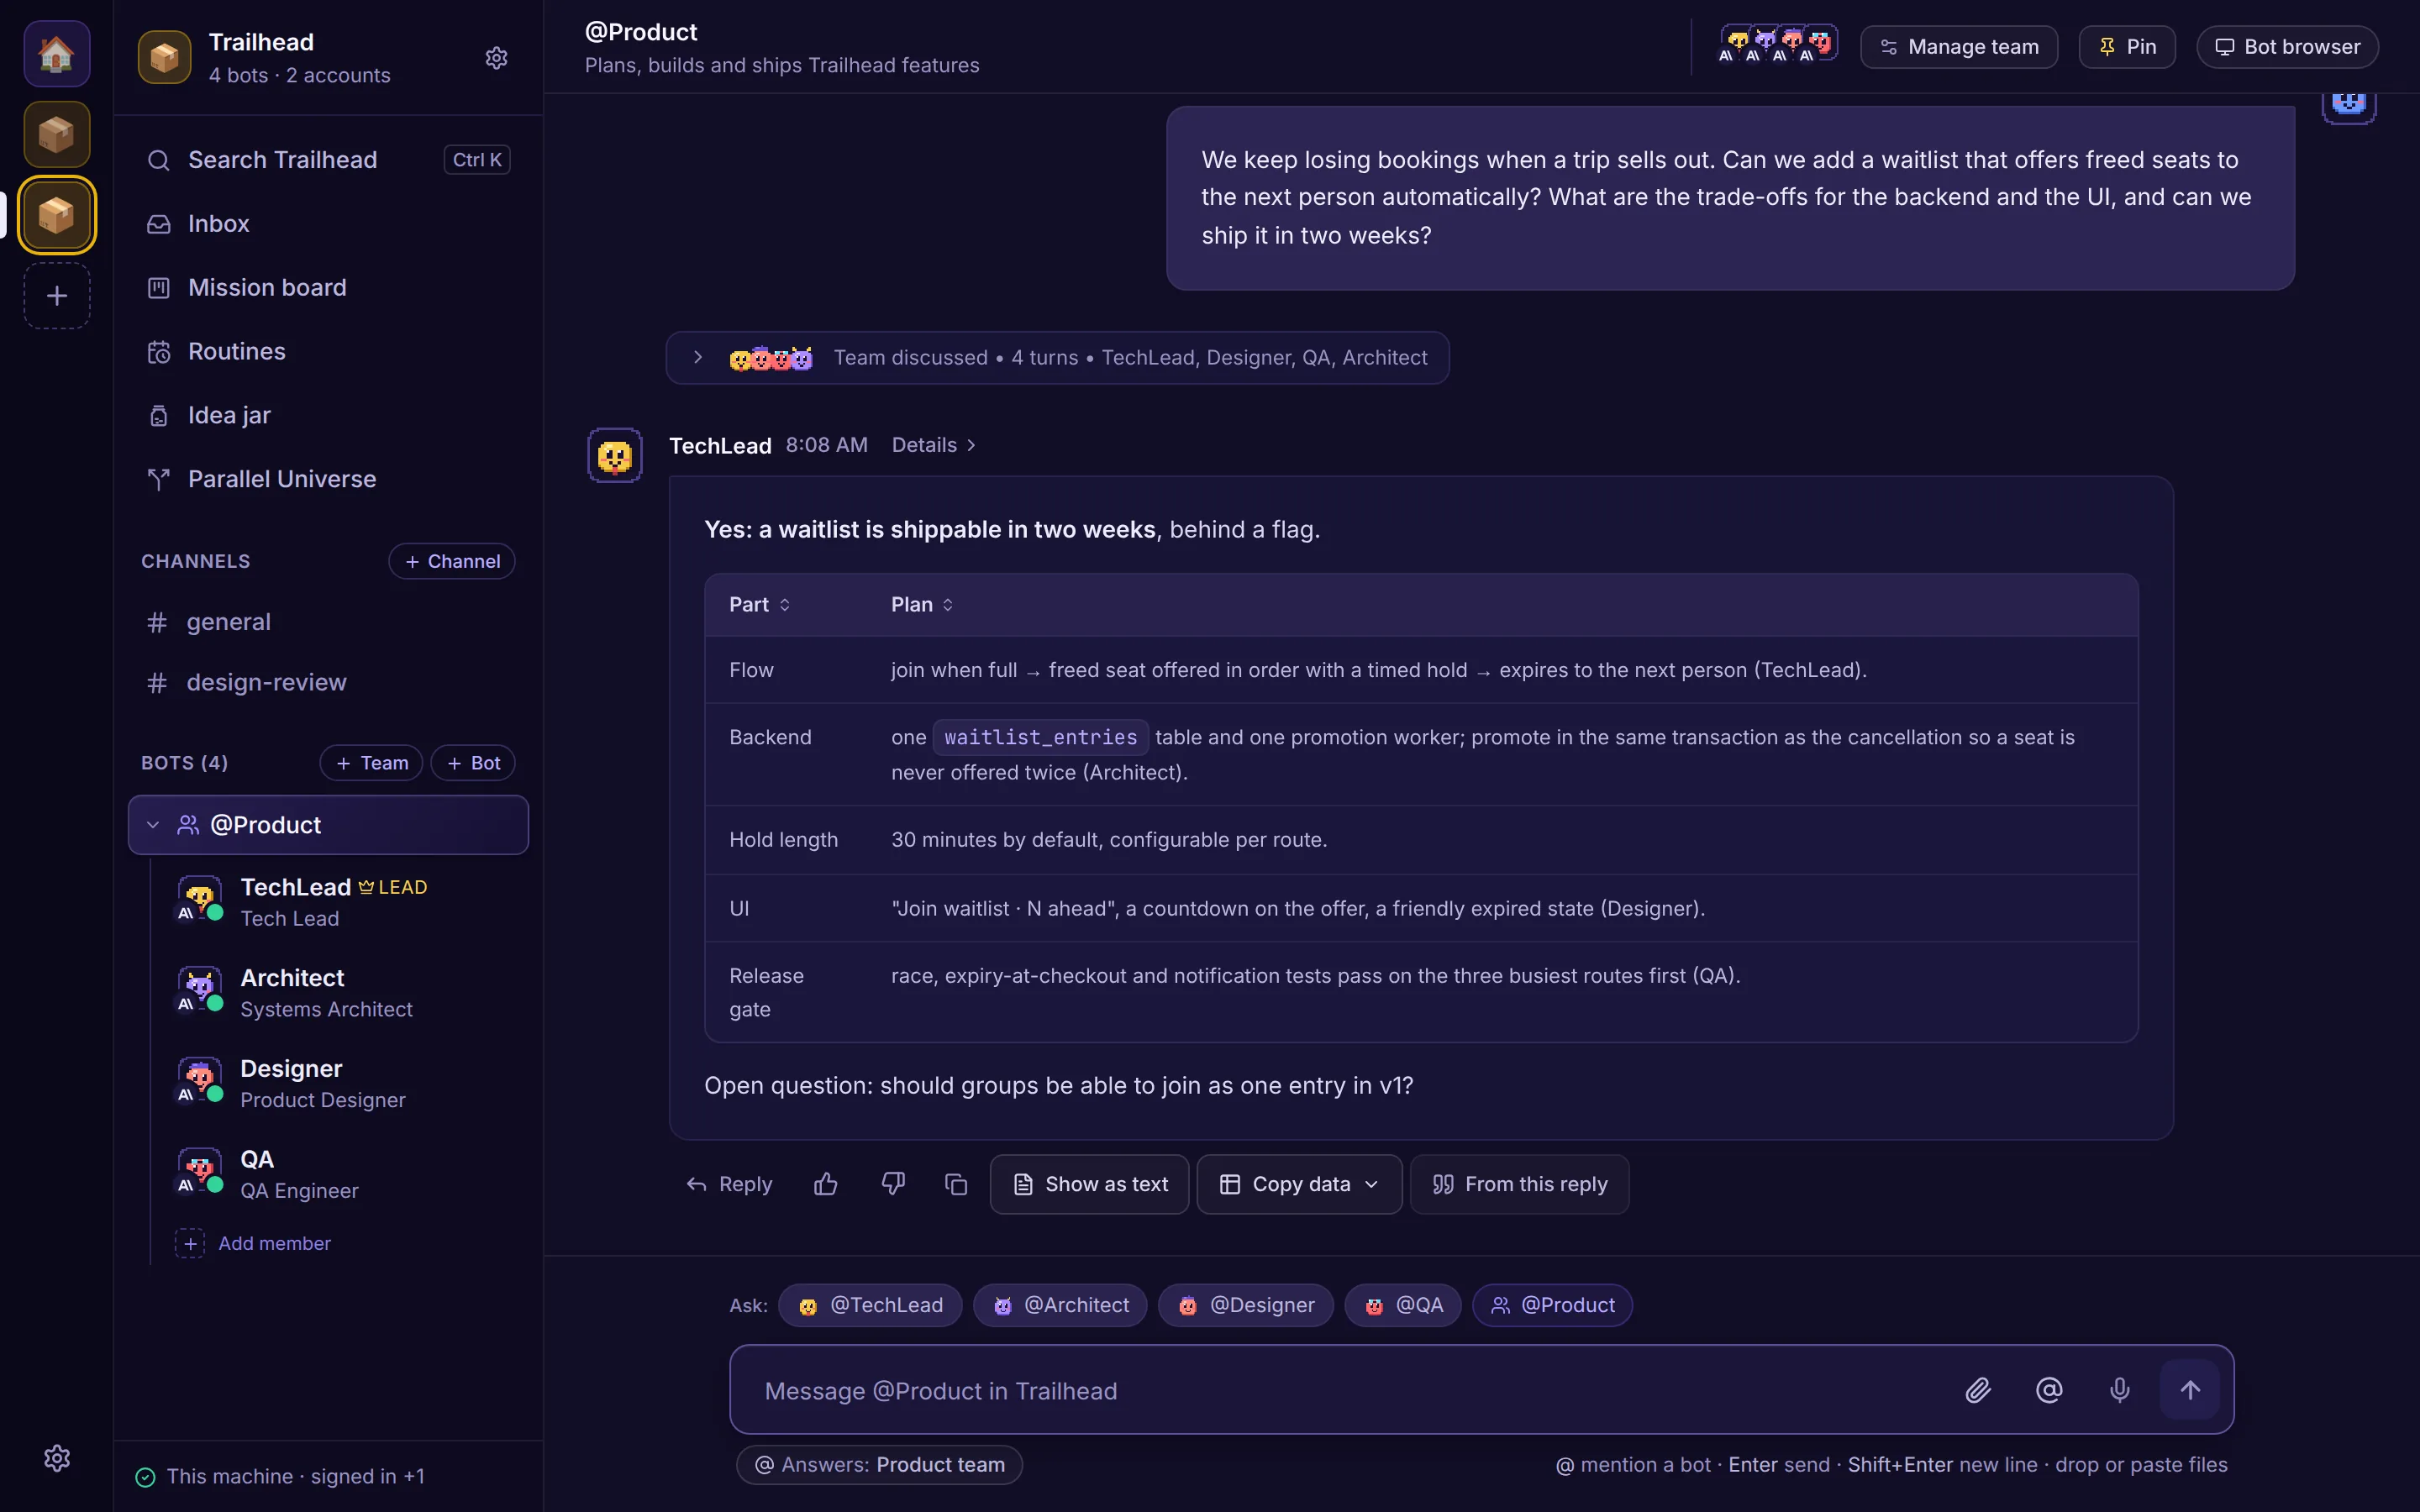 Trailhead
4 bots · 2 accounts
Search Trailhead
Ctrl K
Inbox
Mission board
Routines
Idea jar
Parallel Universe
CHANNELS
+ Channel
# general
# design-review
BOTS (4)
+ Team
+ Bot
@Product
TechLead LEAD
Tech Lead
Architect
Systems Architect
Designer
Product Designer
QA
QA Engineer
+ Add member
This machine · signed in +1
@Product
Plans, builds and ships Trailhead features
Manage team
Pin
Bot browser
We keep losing bookings when a trip sells out. Can we add a waitlist that offers freed seats to
the next person automatically? What are the trade-offs for the backend and the UI, and can we
ship it in two weeks?
Team discussed • 4 turns • TechLead, Designer, QA, Architect
TechLead 8:08 AM Details
Yes: a waitlist is shippable in two weeks, behind a flag.
Part Plan
Flow join when full → freed seat offered in order with a timed hold → expires to the next person (TechLead).
Backend one waitlist_entries table and one promotion worker; promote in the same transaction as the cancellation so a seat is
never offered twice (Architect).
Hold length 30 minutes by default, configurable per route.
UI "Join waitlist · N ahead", a countdown on the offer, a friendly expired state (Designer).
Release race, expiry-at-checkout and notification tests pass on the three busiest routes first (QA).
gate
Open question: should groups be able to join as one entry in v1?
Reply
Show as text
Copy data
From this reply
Ask: @TechLead @Architect @Designer @QA @Product
Message @Product in Trailhead
@ Answers: Product team
@ mention a bot · Enter send · Shift+Enter new line · drop or paste files